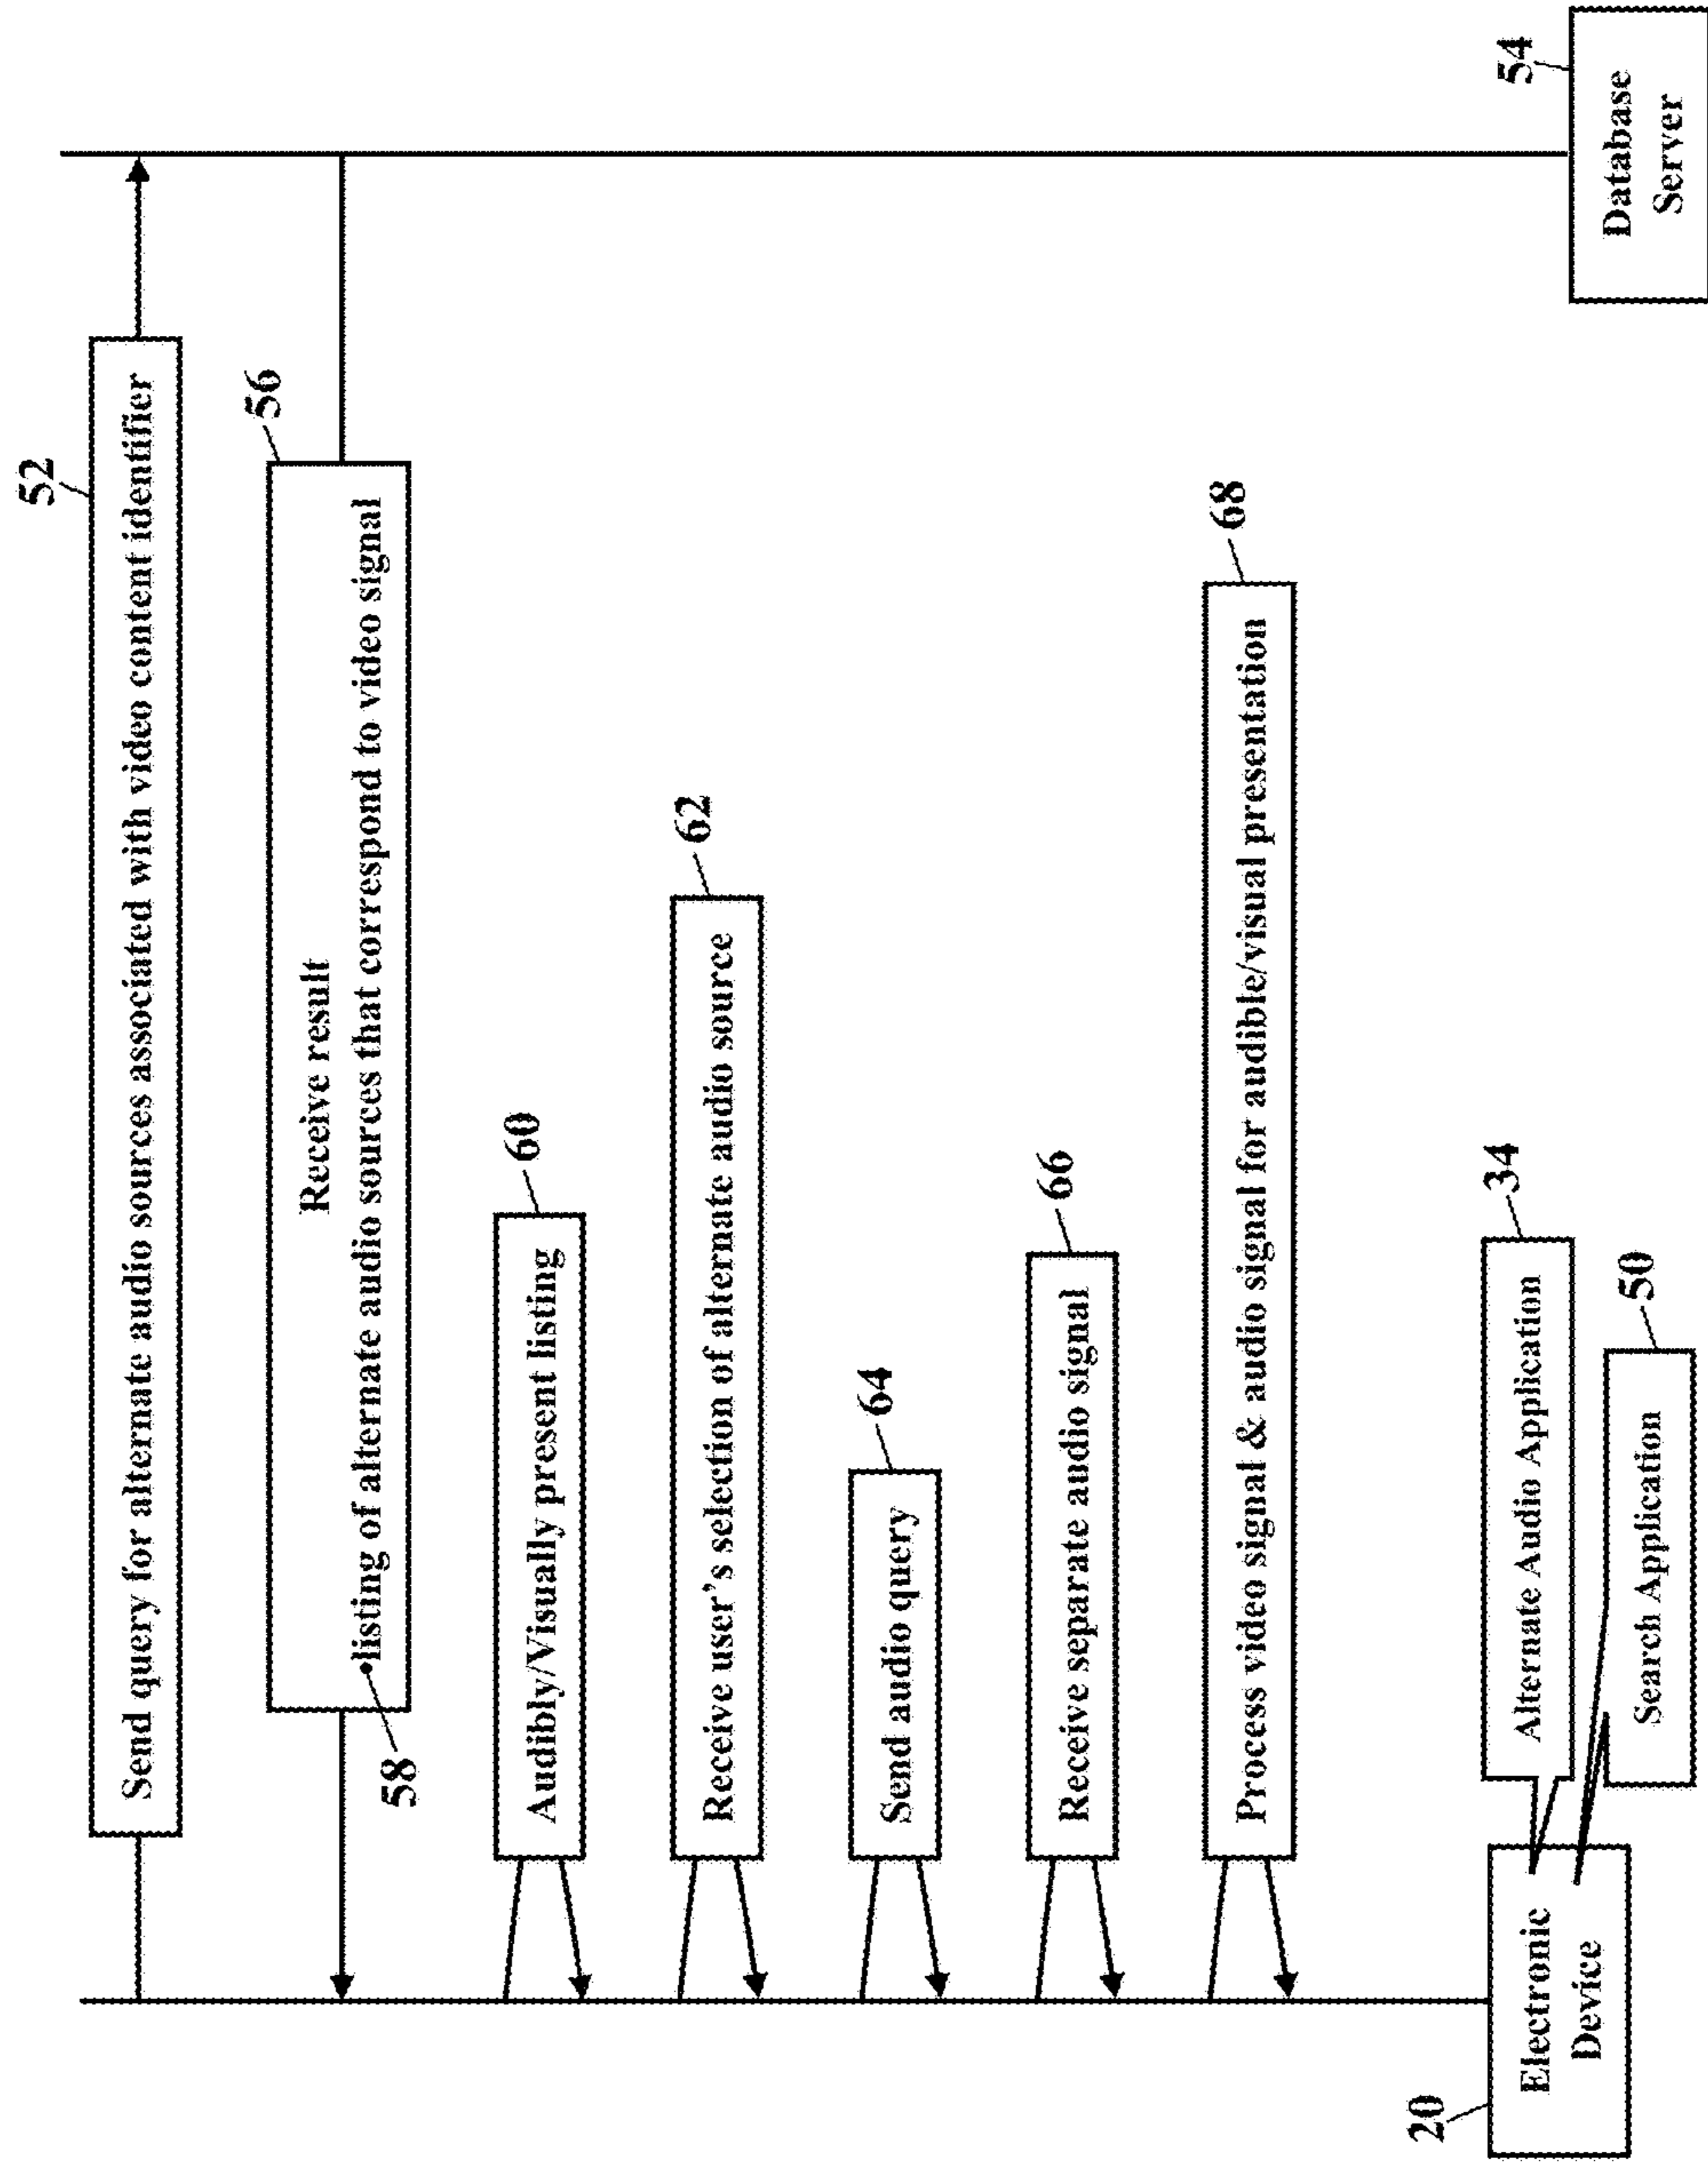 52
Send query for alternate audio sources associated with video content identifier
56
Receive result
•listing of alternate audio sources that correspond to video signal
58
60
Audibly/Visually present listing
62
Receive user's selection of alternate audio source
64
Send audio query
66
Receive separate audio signal
68
Process video signal & audio signal for audible/visual presentation
34
Alternate Audio Application
50
Search Application
20
Electronic
Device
54
Database
Server